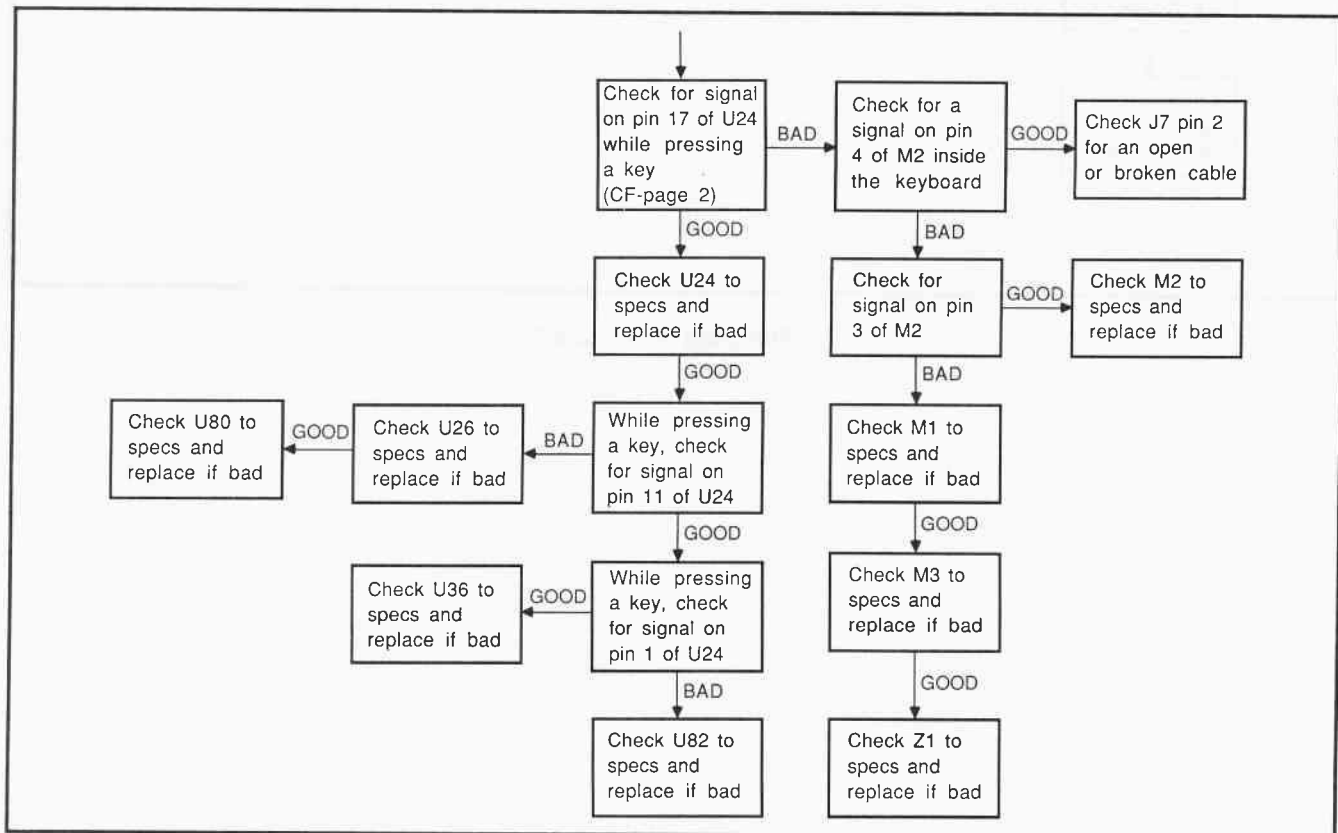 Check for signal
on pin 17 of U24
while pressing
a key
(CF-page 2)
BAD
Check for a
signal on pin
4 of M2 inside
the keyboard
GOOD
Check J7 pin 2
for an open
or broken cable
GOOD
BAD
Check U24 to
specs and
replace if bad
Check for
signal on pin
3 of M2
GOOD
Check M2 to
specs and
replace if bad
GOOD
BAD
Check U80 to
specs and
replace if bad
GOOD
Check U26 to
specs and
replace if bad
BAD
While pressing
a key, check
for signal on
pin 11 of U24
Check M1 to
specs and
replace if bad
GOOD
GOOD
Check U36 to
specs and
replace if bad
GOOD
While pressing
a key, check
for signal on
pin 1 of U24
Check M3 to
specs and
replace if bad
BAD
GOOD
Check U82 to
specs and
replace if bad
Check Z1 to
specs and
replace if bad